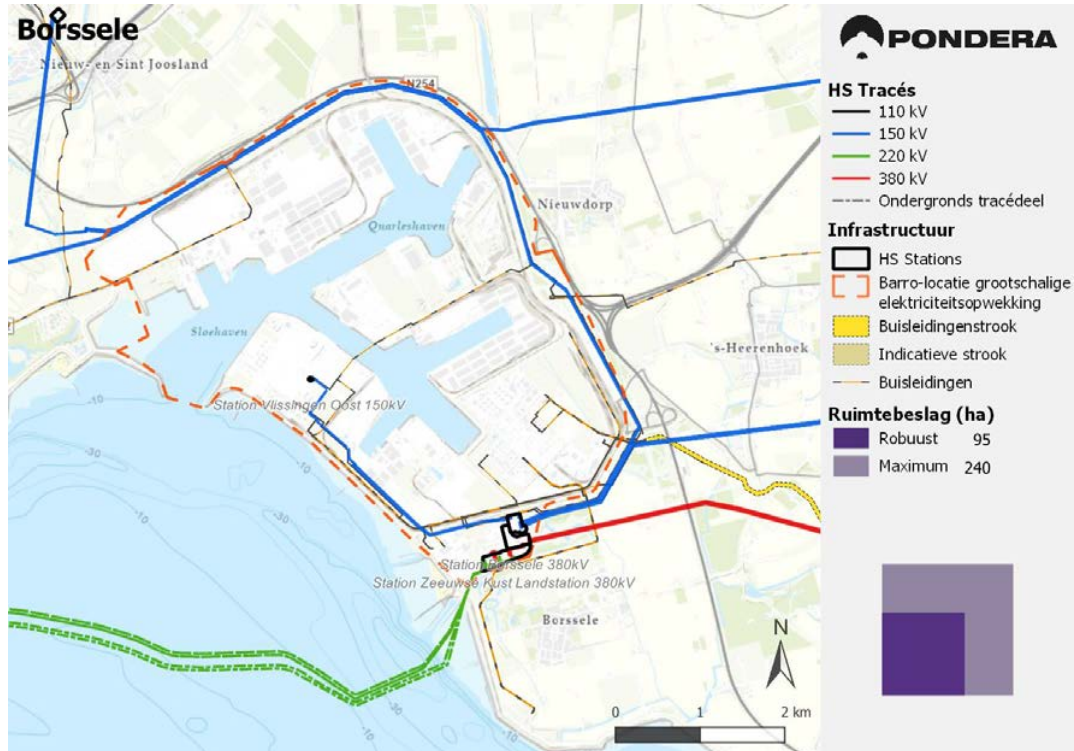 Borssele
Nieuw- en Sint Joosland
N254
Nieuwdorp
Quarleshaven
Sloehaven
's-Heerenhoek
Station Vlissingen Oost 150kV
-10
-10
-30
-10
-30
Station Borssele 380kV
Station Zeeuwse Kust Landstation 380kV
Borssele
-10
-30
-10
N
0 1 2 km
PONDERA
HS Tracés
110 kV
150 kV
220 kV
380 kV
Ondergronds tracédeel
Infrastructuur
HS Stations
Barro-locatie grootschalige
elektriciteitsopwekking
Buisleidingenstrook
Indicatieve strook
Buisleidingen
Ruimtebeslag (ha)
Robuust 95
Maximum 240